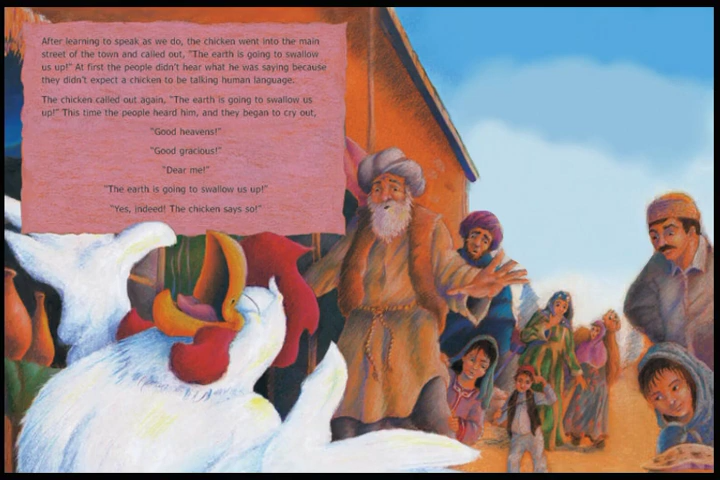 After learning to speak as we do, the chicken went into the main
street of the town and called out, "The earth is going to swallow
us up!" At first the people didn't hear what he was saying because
they didn't expect a chicken to be talking human language.
The chicken called out again, "The earth is going to swallow us
up!" This time the people heard him, and they began to cry out,
"Good heavens!"
"Good gracious!"
"Dear me!"
"The earth is going to swallow us up!"
"Yes, indeed! The chicken says so!"